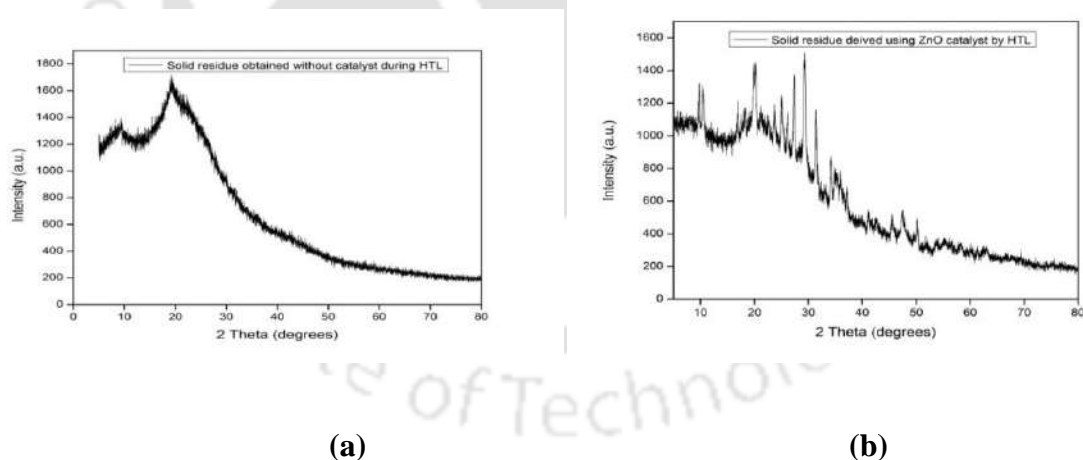 Solid residue obtained without catalyst during HTL
1800
1600
1400
1200
1000
800
600
400
200
0
Intensity (a.u.)
0 10 20 30 40 50 60 70 80
2 Theta (degrees)
Solid residue deived using ZnO catalyst by HTL
1600
1400
1200
1000
800
600
400
200
0
Intensity (a.u.)
10 20 30 40 50 60 70 80
2 Theta (degrees)
of Technolo
(a) (b)